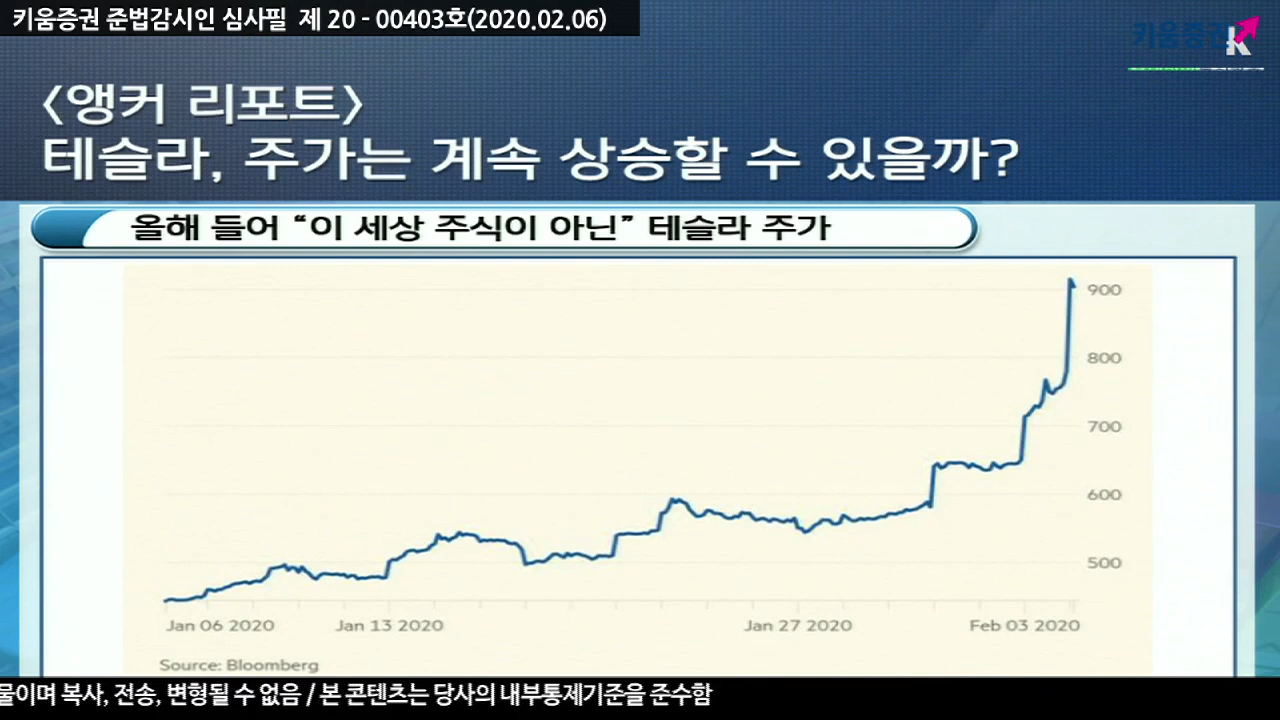 키움증권 준법감시인 심사필 제 20 - 00403호(2020.02.06)
키움증권
K
<앵커 리포트>
테슬라, 주가는 계속 상승할 수 있을까?
올해 들어 “이 세상 주식이 아닌” 테슬라 주가
900
800
700
600
500
Jan 06 2020 Jan 13 2020 Jan 27 2020 Feb 03 2020
Source: Bloomberg
물이며 복사, 전송, 변형될 수 없음 / 본 콘텐츠는 당사의 내부통제기준을 준수함